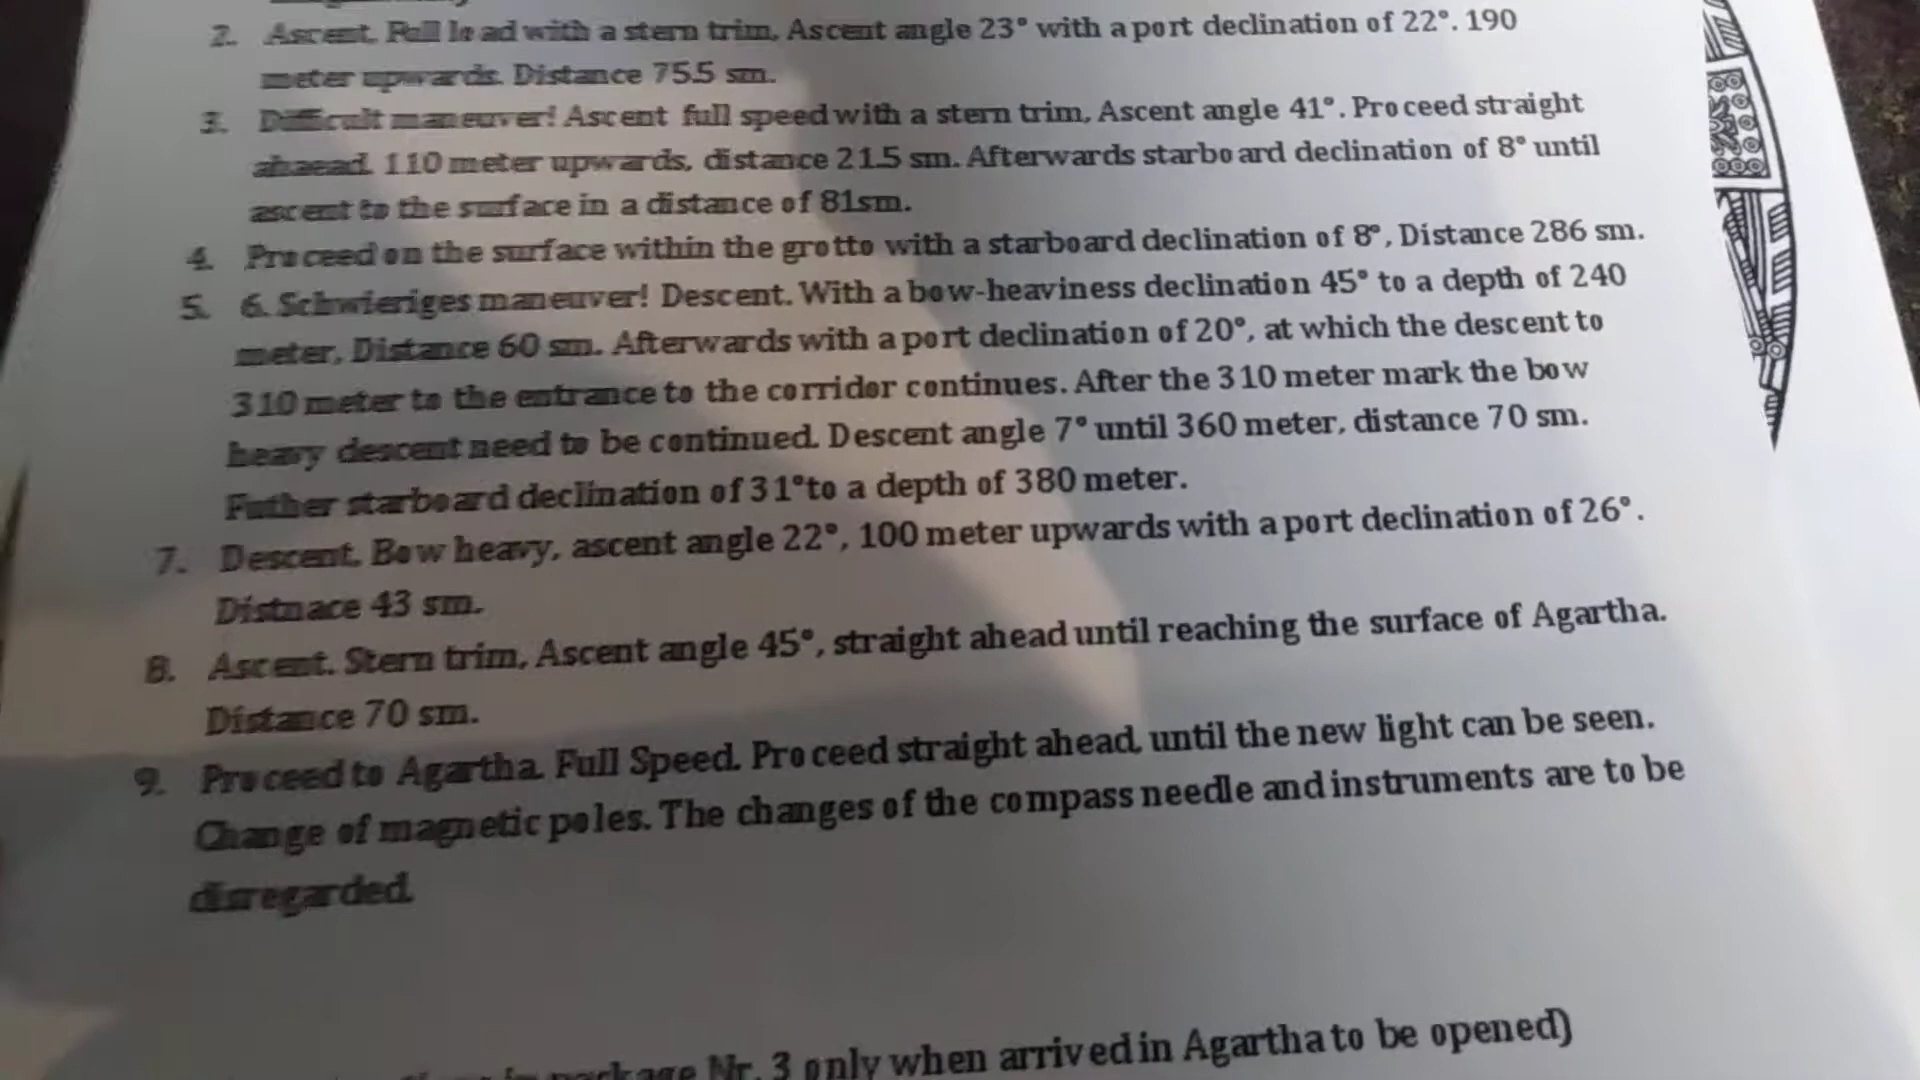 2. Ascent. Full lo ad with a stern trim, Ascent angle 23° with a port declination of 22°. 190
meter upwards. Distance 75.5 sm.
3. Difficult maneuver! Ascent full speed with a stern trim, Ascent angle 41°. Proceed straight
ahaead. 110 meter upwards, distance 21.5 sm. Afterwards starboard declination of 8° until
ascent to the surface in a distance of 81sm.
4. Proceed on the surface within the grotto with a starboard declination of 8°, Distance 286 sm.
5. 6. Schwieriges maneuver! Descent. With a bow-heaviness declination 45° to a depth of 240
meter, Distance 60 sm. Afterwards with a port declination of 20°, at which the descent to
310 meter to the entrance to the corridor continues. After the 310 meter mark the bow
heavy descent need to be continued. Descent angle 7° until 360 meter, distance 70 sm.
Futher starboard declination of 31°to a depth of 380 meter.
7. Descent. Bow heavy, ascent angle 22°, 100 meter upwards with a port declination of 26°.
Distnace 43 sm.
8. Ascent. Stern trim, Ascent angle 45°, straight ahead until reaching the surface of Agartha.
Distance 70 sm.
9. Proceed to Agartha. Full Speed. Proceed straight ahead, until the new light can be seen.
Change of magnetic poles. The changes of the compass needle and instruments are to be
disregarded.
package Nr. 3 only when arrived in Agartha to be opened)